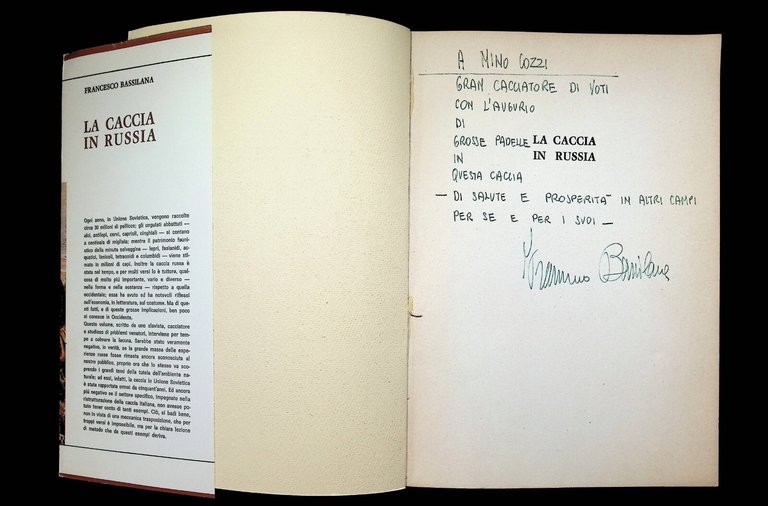 FRANCESCO BASSILANA
LA CACCIA
IN RUSSIA
Ogni anno, in Unione Sovietica, vengono raccolte
circa 30 milioni di pellicce; gli ungulati abbattuti —
alci, antilopi, cervi, caprioli, cinghiali — si contano
a centinaia di migliaia; mentre il patrimonio fauni-
stico della minuta selvaggina — lepri, fasianidi, ac-
quatici, limicoli, tetraonidi e columbidi — viene sti-
mato in milioni di capi. Inoltre la caccia russa è
stata nel tempo, e per molti lo è tuttora, qual-
cosa di molto più importante, vario e diverso —
nella forma e nella sostanza — rispetto a quella
occidentale; essa ha avuto ed ha notevoli riflessi
sull'economia, in letteratura, sul costume. Ma di que-
sti fatti, e di queste grosse implicazioni, ben poco
si conosce in Occidente.
Questo volume, scritto da uno slavista, cacciatore
e studioso di problemi venatori, interviene per tem-
po a colmare la lacuna. Sarebbe stato veramente
negativo, in verità, se la grande massa delle espe-
rienze russe fosse rimasta ancora sconosciuta al
nostro pubblico, proprio ora che lo stesso va sco-
prendo i grandi temi della tutela dell'ambiente na-
turale; ad essi, infatti, la caccia in Unione Sovietica
è stata rapportata ormai da cinquant'anni. Ed ancora
più negativo se il settore specifico, impegnato nella
ristrutturazione della caccia italiana, non avesse po-
tuto tener conto di tanti esempi. Ciò, si badi bene,
non in vista di una meccanica trasposizione, che per
troppi versi è impossibile, ma per la chiara lezione
di metodo che da questi esempi deriva.
A MINO COZZI
GRAN CACCIATORE DI VOTI
CON L'AUGURIO
DI
GROSSE PADELLE
IN
QUESTA CACCIA
— DI SALUTE E PROSPERITA' IN ALTRI CAMPI
PER SE E PER I SUOI —
LA CACCIA
IN RUSSIA
Francesco Bassilana